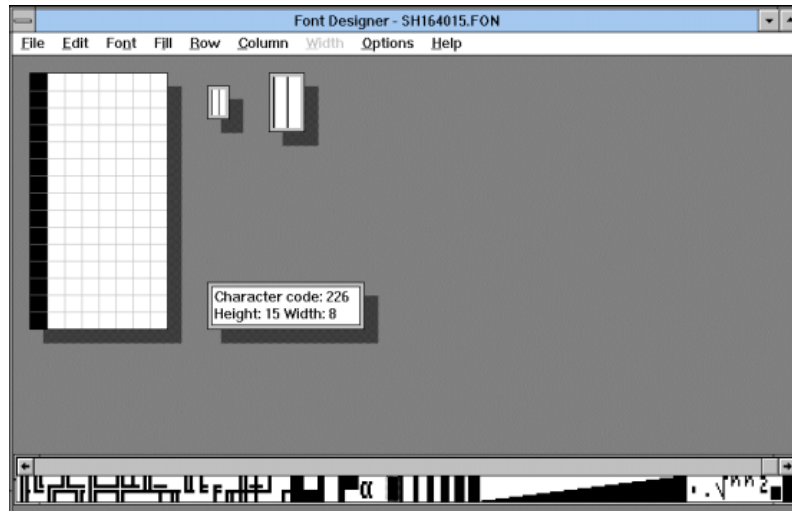 Font Designer - SH164015.FON
File Edit Font Fill Row Column Width Options Help
Character code: 226
Height: 15 Width: 8